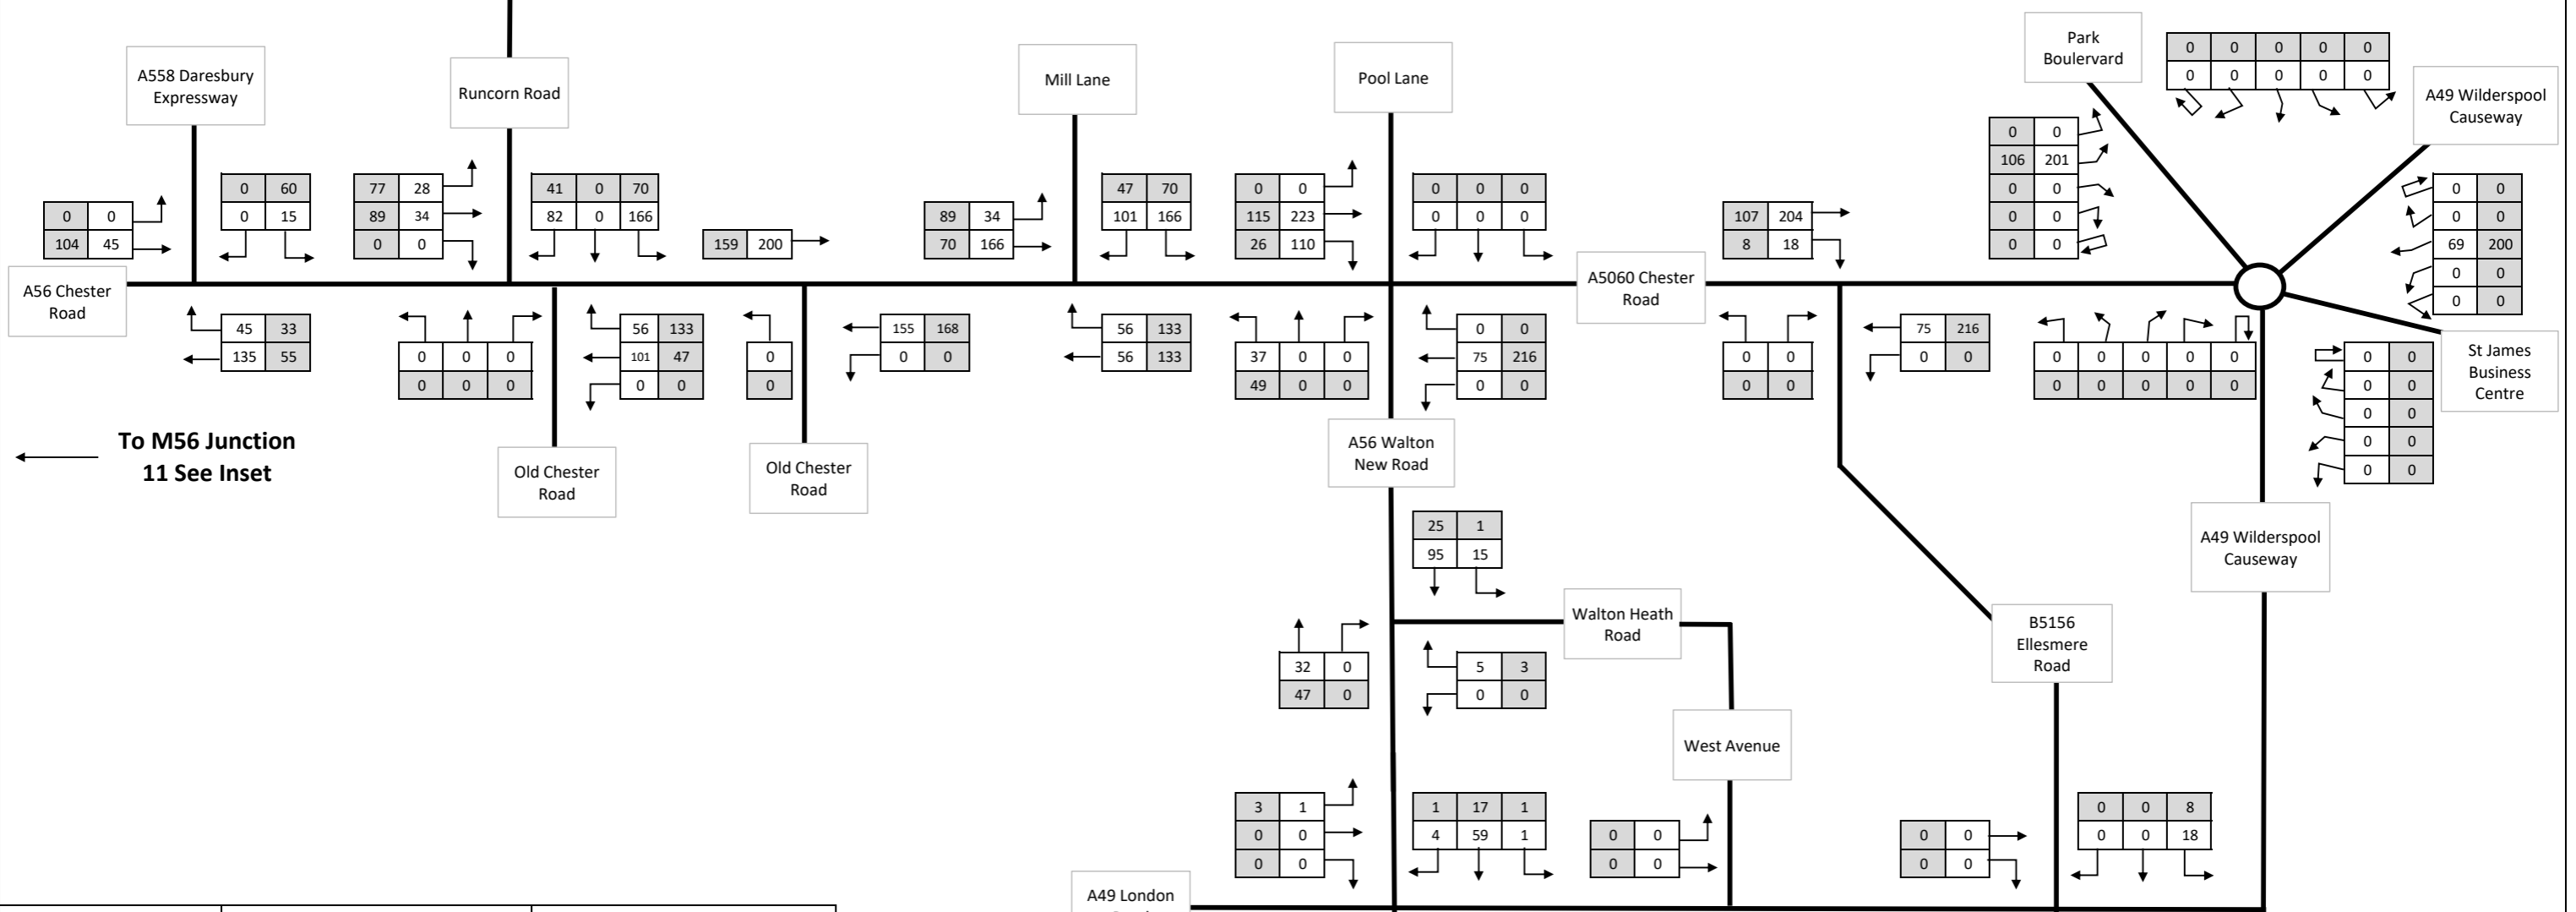 A558 Daresbury
Expressway
Runcorn Road
Mill Lane
Pool Lane
Park
Boulevard
0 0 0 0 0
0 0 0 0 0
A49 Wilderspool
Causeway
0 0
106 201
0 0
0 0
0 0
0 0
0 0
69 200
0 0
0 0
0 0
104 45
0 60
0 15
77 28
89 34
0 0
41 0 70
82 0 166
159 200
89 34
70 166
47 70
101 166
0 0
115 223
26 110
0 0 0
0 0 0
107 204
8 18
A56 Chester
Road
A5060 Chester
Road
45 33
135 55
0 0 0
0 0 0
56 133
101 47
0 0
0
0
155 168
0 0
56 133
56 133
37 0 0
49 0 0
0 0
75 216
0 0
0 0
0 0
75 216
0 0
0 0 0 0 0
0 0 0 0 0
0 0
0 0
0 0
0 0
0 0
St James
Business
Centre
To M56 Junction
11 See Inset
Old Chester
Road
Old Chester
Road
A56 Walton
New Road
A49 Wilderspool
Causeway
25 1
95 15
Walton Heath
Road
B5156
Ellesmere
Road
32 0
47 0
5 3
0 0
West Avenue
3 1
0 0
0 0
1 17 1
4 59 1
0 0
0 0
0 0
0 0
0 0 8
0 0 18
A49 London